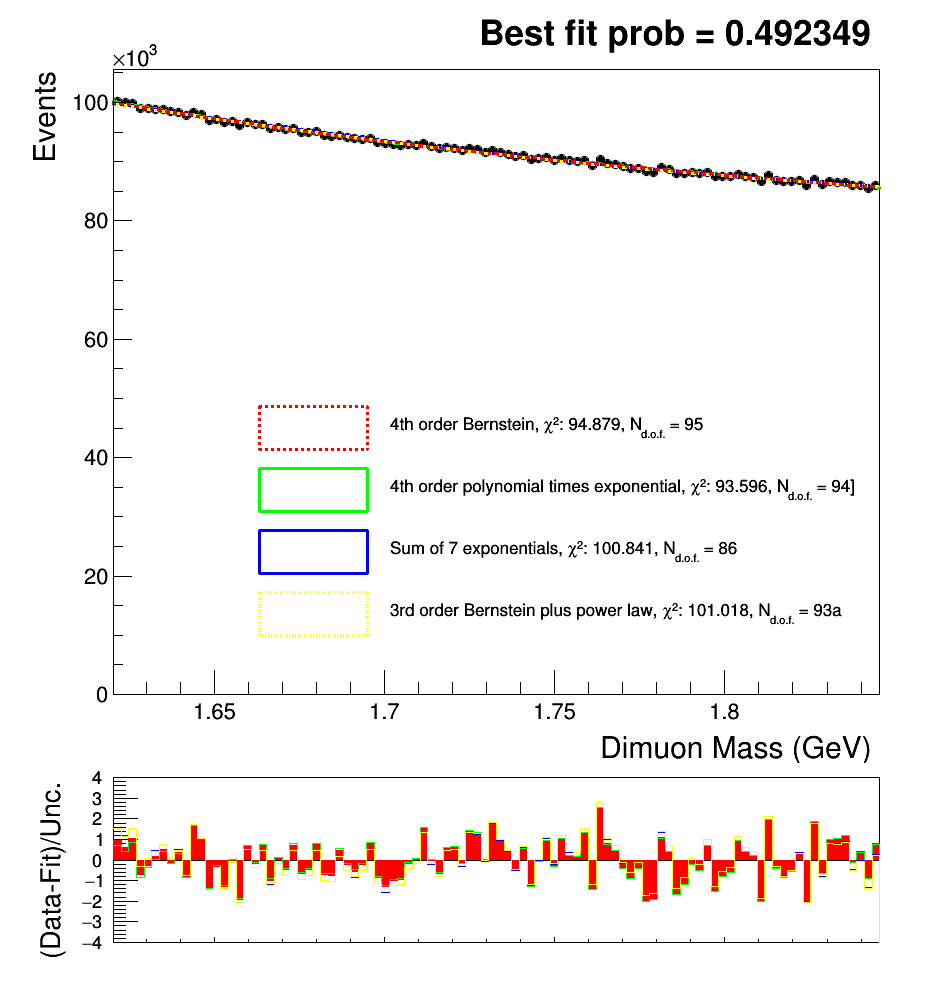 Best fit prob = 0.492349
×10³
Events
100
80
60
40
20
0
4th order Bernstein, χ²: 94.879, N_d.o.f. = 95
4th order polynomial times exponential, χ²: 93.596, N_d.o.f. = 94]
Sum of 7 exponentials, χ²: 100.841, N_d.o.f. = 86
3rd order Bernstein plus power law, χ²: 101.018, N_d.o.f. = 93a
1.65 1.7 1.75 1.8
Dimuon Mass (GeV)
(Data-Fit)/Unc.
4
3
2
1
0
−1
−2
−3
−4